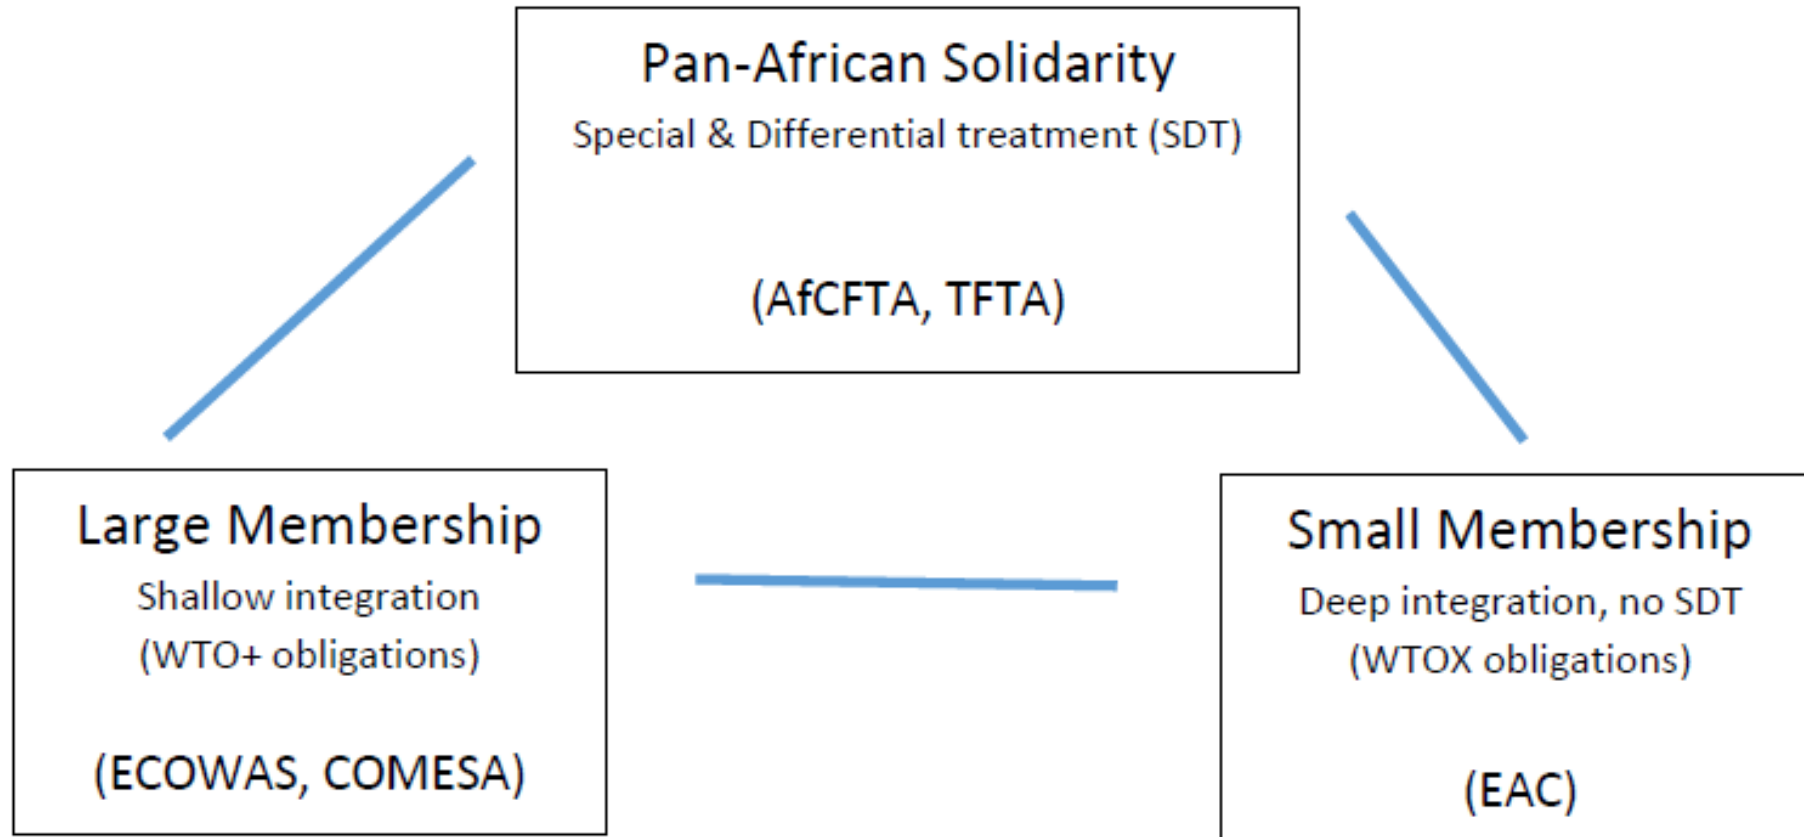 Pan-African Solidarity
Special & Differential treatment (SDT)
(AfCFTA, TFTA)
Large Membership
Shallow integration
(WTO+ obligations)
(ECOWAS, COMESA)
Small Membership
Deep integration, no SDT
(WTOX obligations)
(EAC)